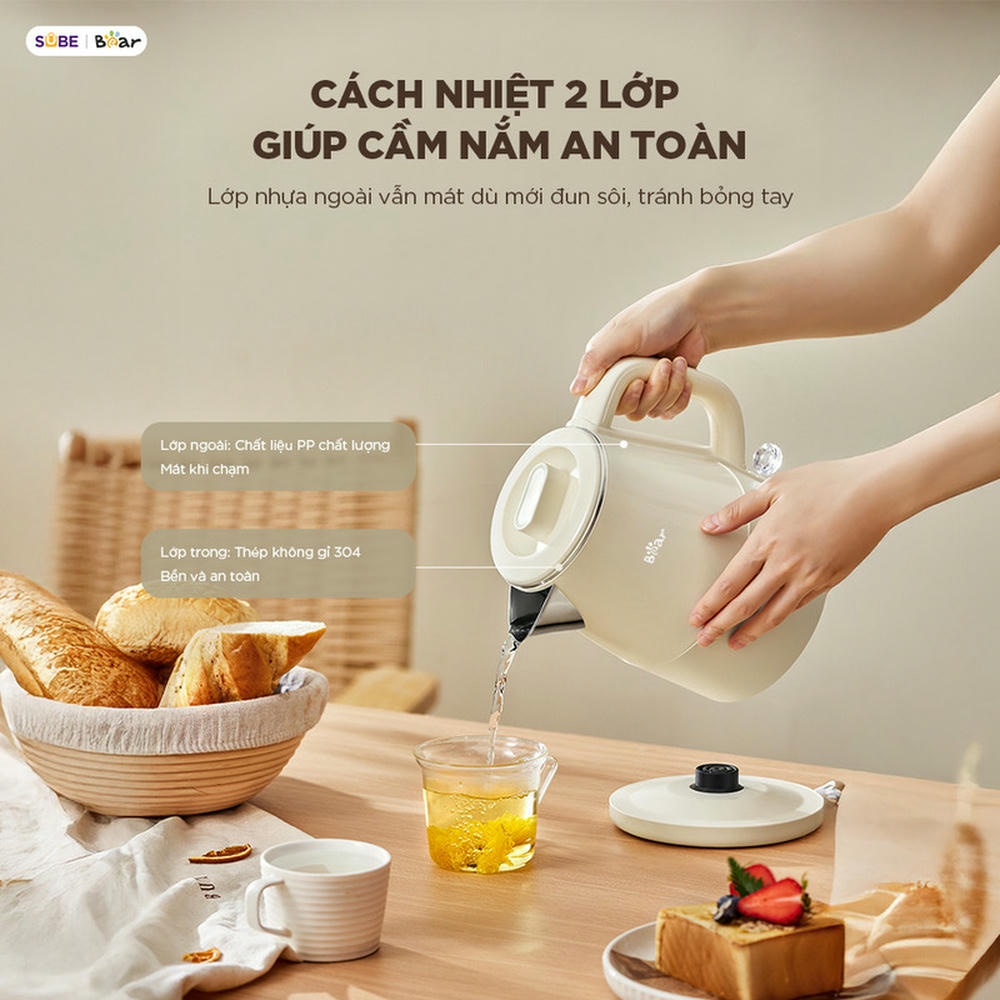 SUBE | Bear
CÁCH NHIỆT 2 LỚP
GIÚP CẦM NẮM AN TOÀN
Lớp nhựa ngoài vẫn mát dù mới đun sôi, tránh bỏng tay
Lớp ngoài: Chất liệu PP chất lượng
Mát khi chạm
Lớp trong: Thép không gỉ 304
Bền và an toàn
Bear